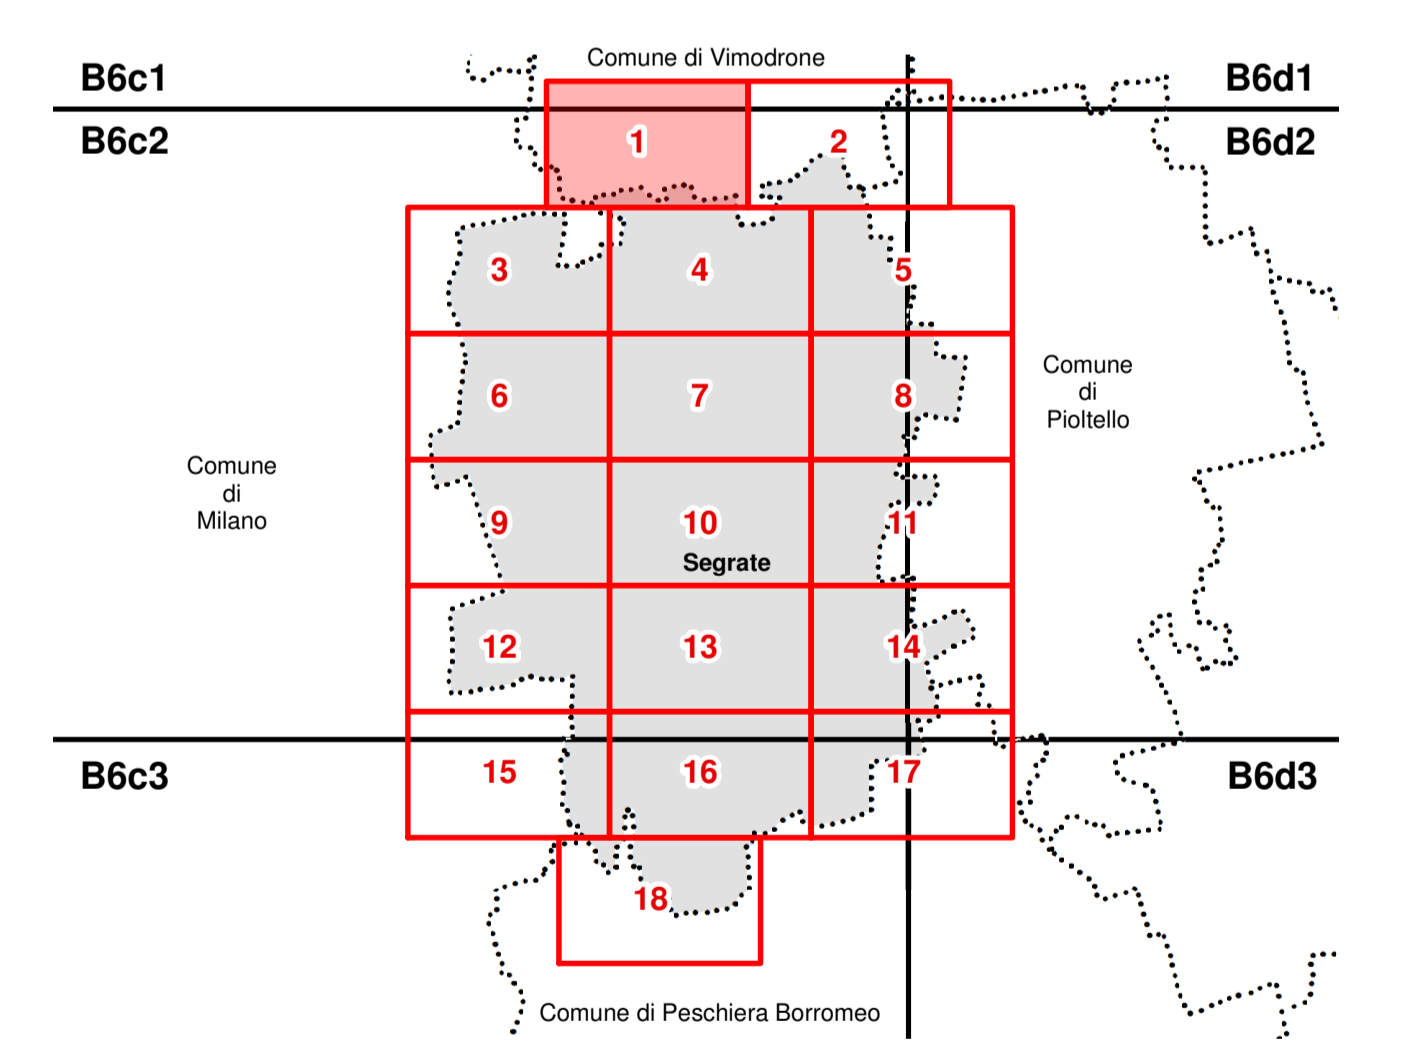 Comune di Vimodrone
B6c1
B6d1
B6c2
1
2
B6d2
3
4
5
6
7
8
Comune
di
Pioltello
Comune
di
Milano
9
10
11
Segrate
12
13
14
B6c3
15
16
17
B6d3
18
Comune di Peschiera Borromeo